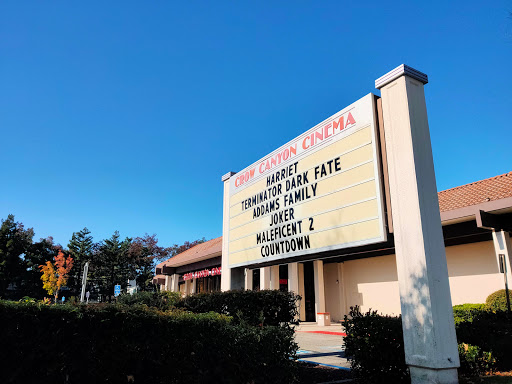 CROW CANYON CINEMA
HARRIET
TERMINATOR DARK FATE
ADDAMS FAMILY
JOKER
MALEFICENT 2
COUNTDOWN